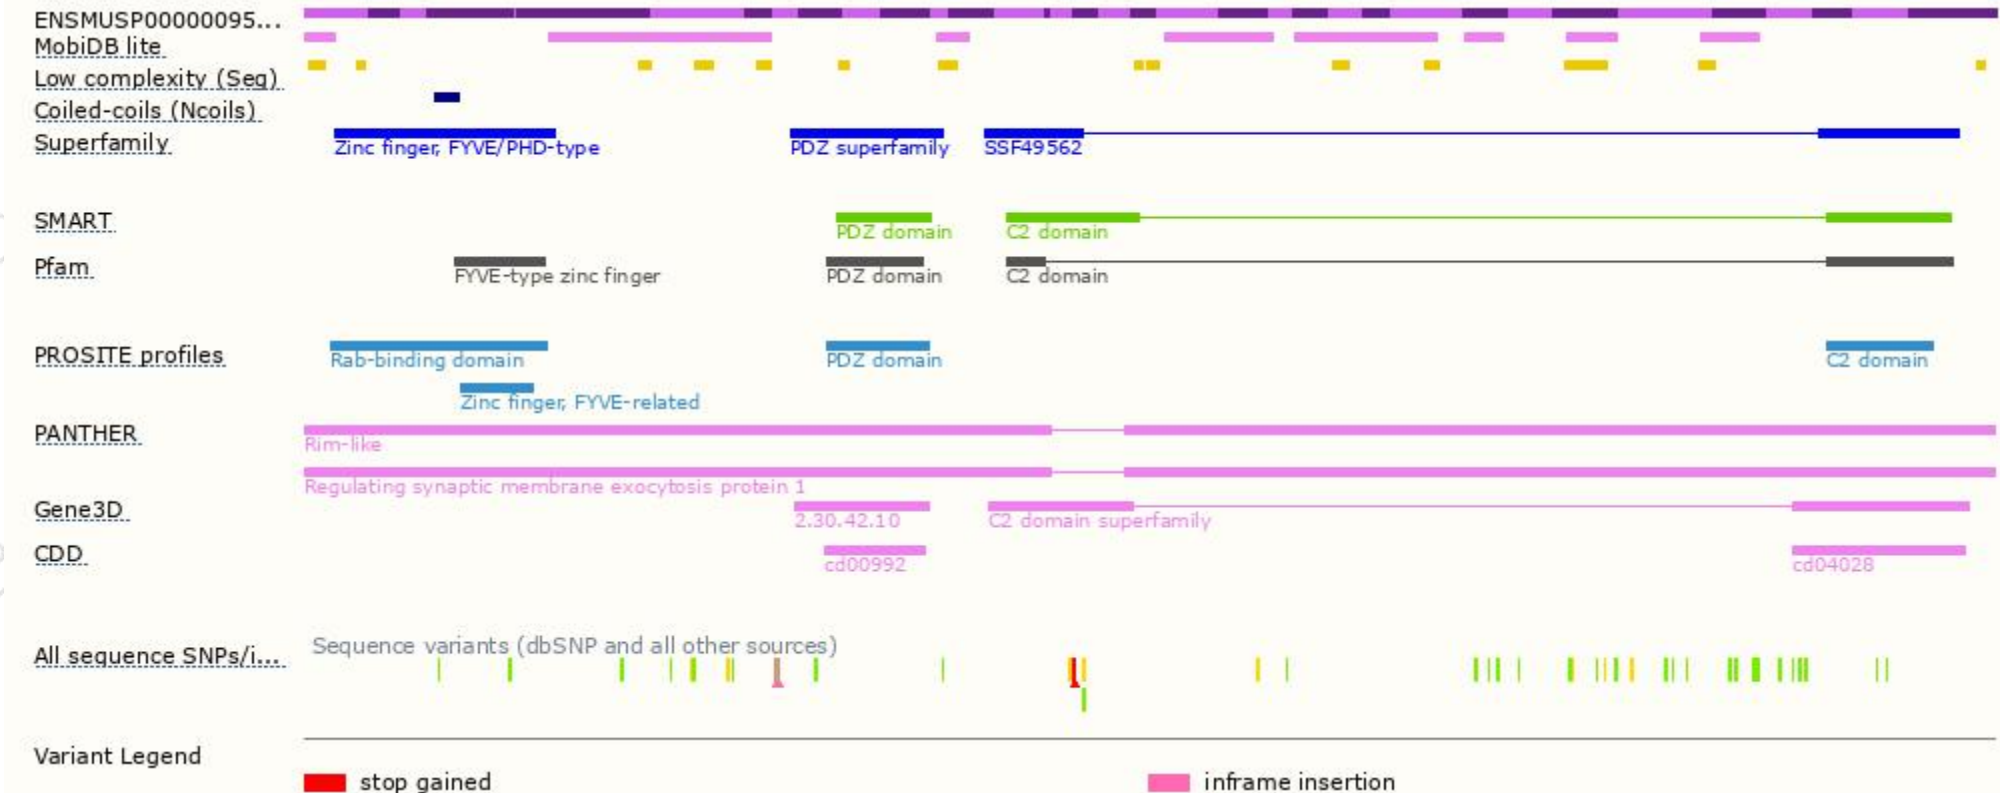 ENSMUSP00000095...
MobiDB lite
Low complexity (Seg)
Coiled-coils (Ncoils)
Superfamily
Zinc finger, FYVE/PHD-type
PDZ superfamily
SSF49562
SMART
PDZ domain
C2 domain
Pfam
FYVE-type zinc finger
PDZ domain
C2 domain
PROSITE profiles
Rab-binding domain
PDZ domain
C2 domain
Zinc finger, FYVE-related
PANTHER
Rim-like
Regulating synaptic membrane exocytosis protein 1
Gene3D
2.30.42.10
C2 domain superfamily
CDD
cd00992
cd04028
Sequence variants (dbSNP and all other sources)
All sequence SNPs/i...
Variant Legend
stop gained
inframe insertion